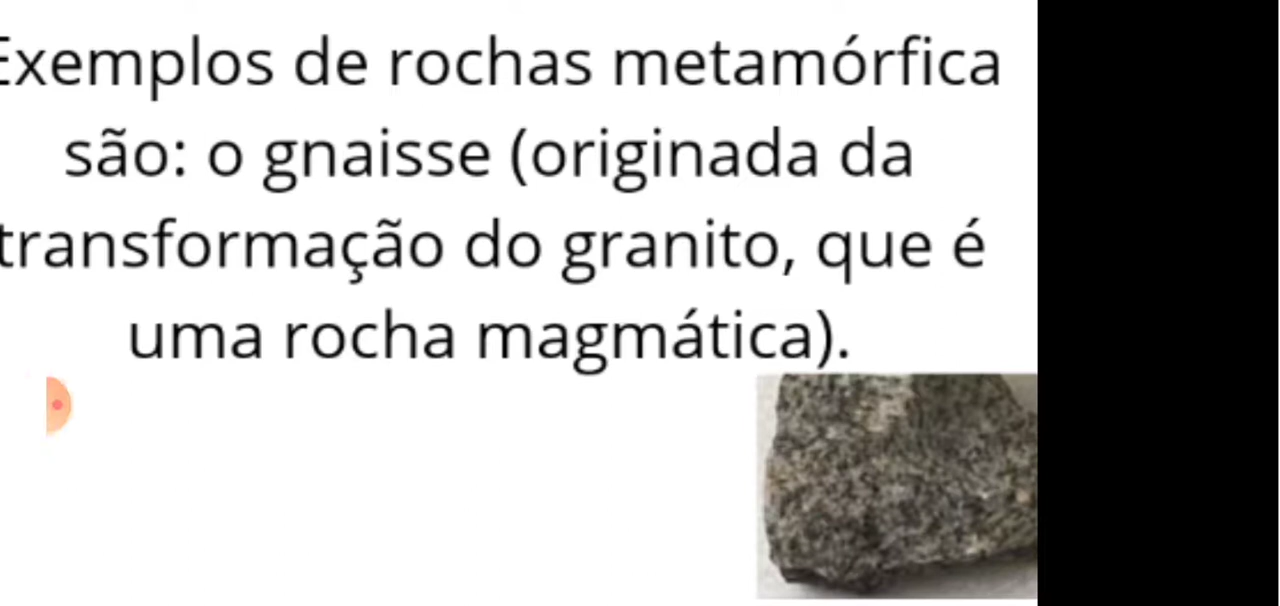 Exemplos de rochas metamórfica
são: o gnaisse (originada da
transformação do granito, que é
uma rocha magmática).